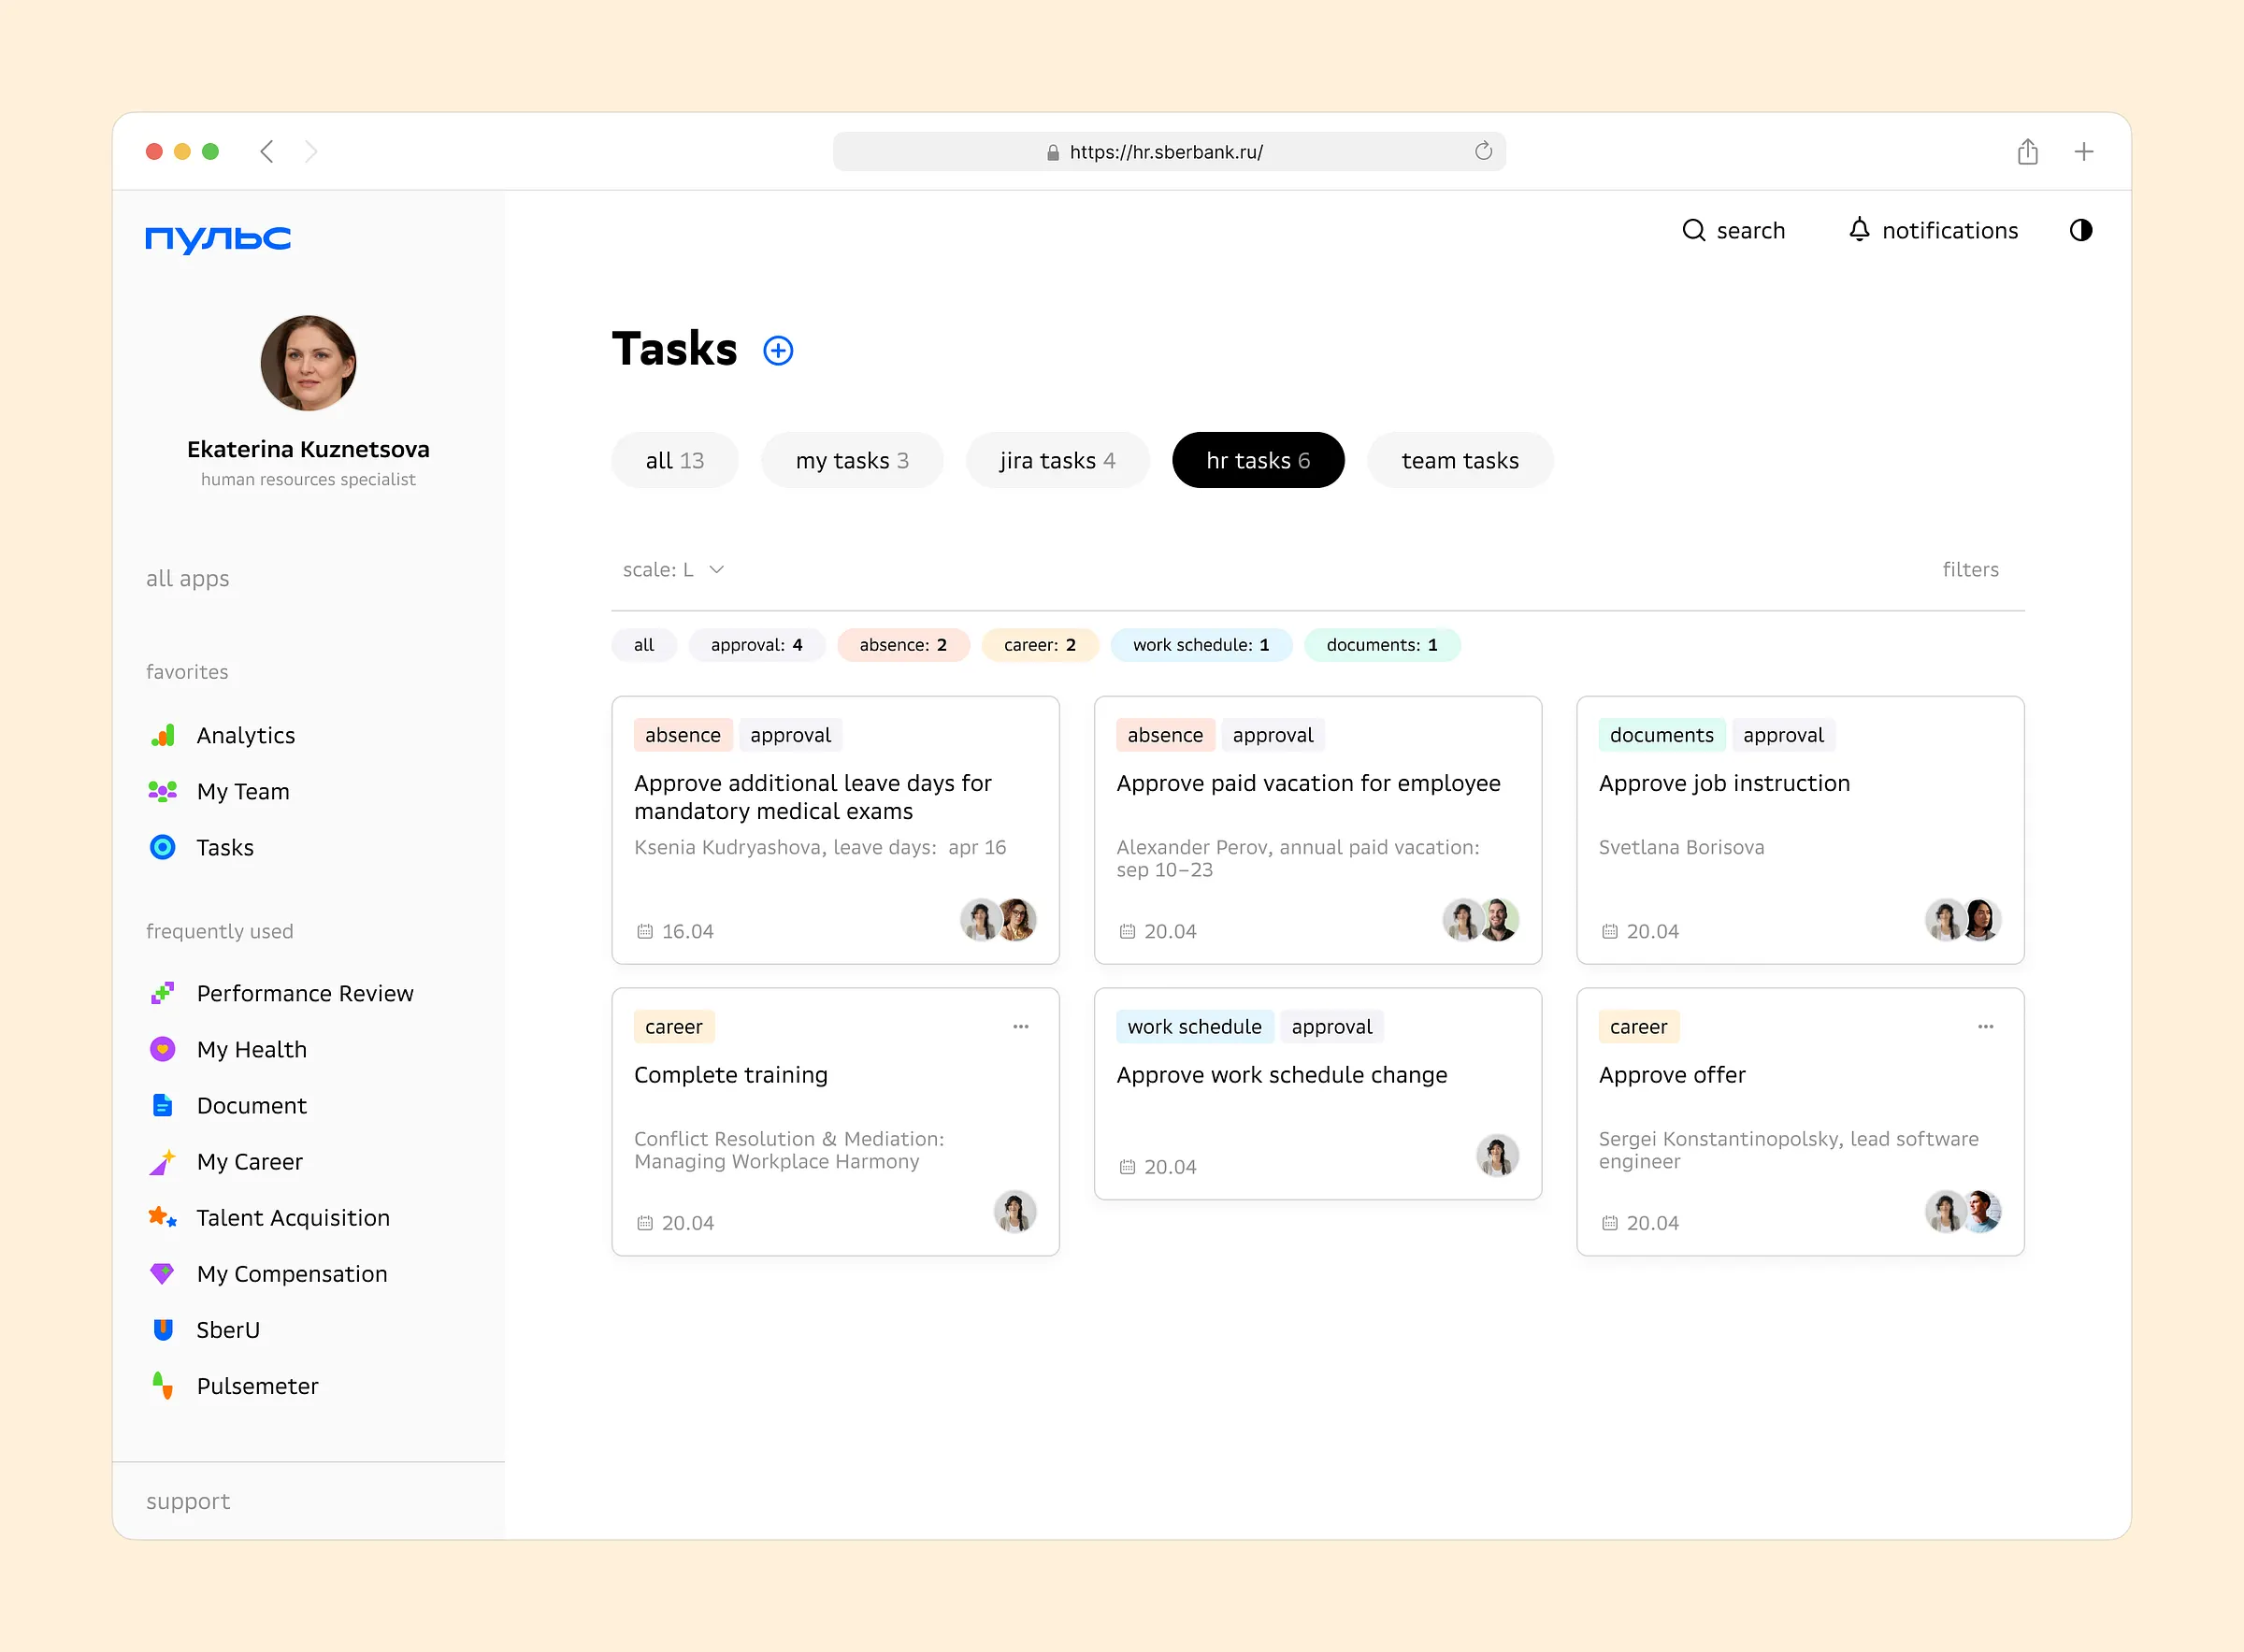 https://hr.sberbank.ru/
пульс
search
notifications
Ekaterina Kuznetsova
human resources specialist
all apps
favorites
Analytics
My Team
Tasks
frequently used
Performance Review
My Health
Document
My Career
Talent Acquisition
My Compensation
SberU
Pulsemeter
support
Tasks
all 13
my tasks 3
jira tasks 4
hr tasks 6
team tasks
scale: L
filters
all
approval: 4
absence: 2
career: 2
work schedule: 1
documents: 1
absence
approval
Approve additional leave days for
mandatory medical exams
Ksenia Kudryashova, leave days: apr 16
16.04
absence
approval
Approve paid vacation for employee
Alexander Perov, annual paid vacation:
sep 10–23
20.04
documents
approval
Approve job instruction
Svetlana Borisova
20.04
career
Complete training
Conflict Resolution & Mediation:
Managing Workplace Harmony
20.04
work schedule
approval
Approve work schedule change
20.04
career
Approve offer
Sergei Konstantinopolsky, lead software
engineer
20.04